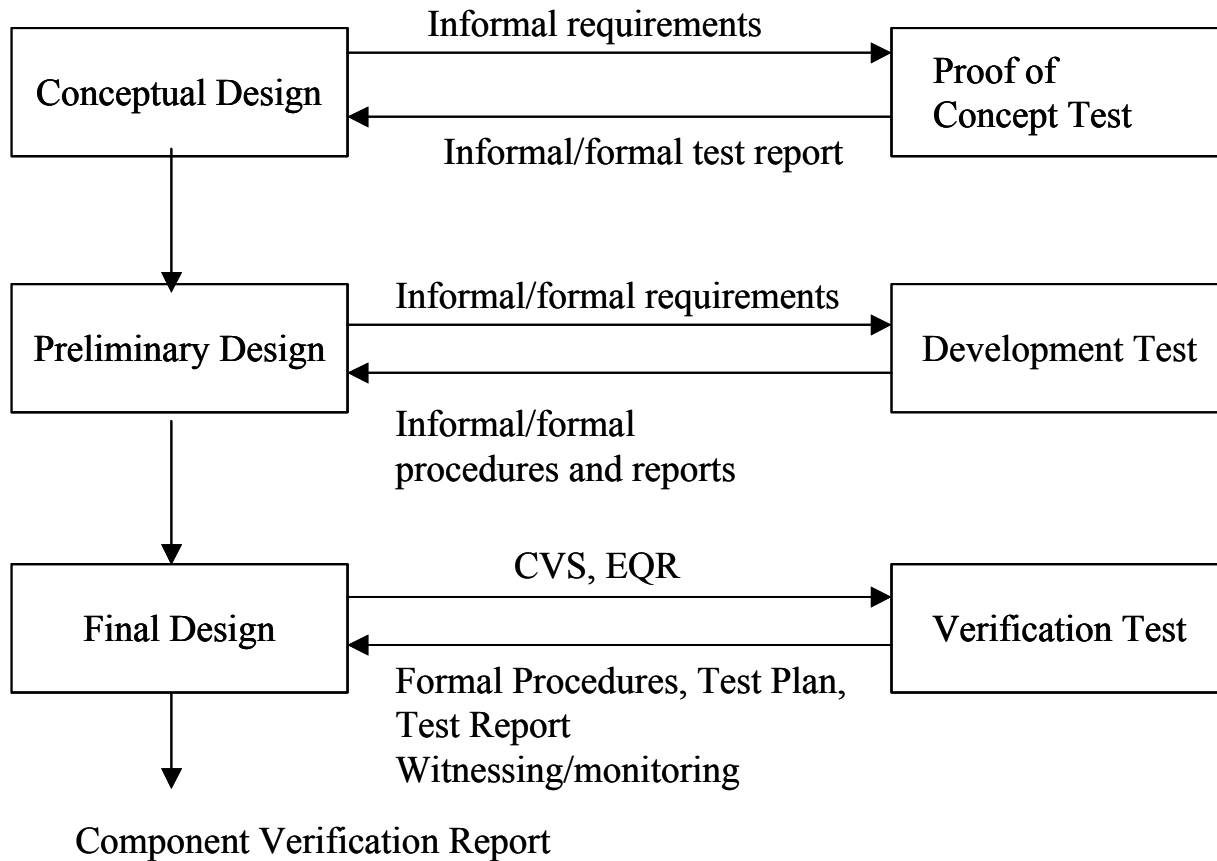 Informal requirements
Conceptual Design
Proof of
Concept Test
Informal/formal test report
Informal/formal requirements
Preliminary Design
Development Test
Informal/formal
procedures and reports
CVS, EQR
Final Design
Verification Test
Formal Procedures, Test Plan,
Test Report
Witnessing/monitoring
Component Verification Report